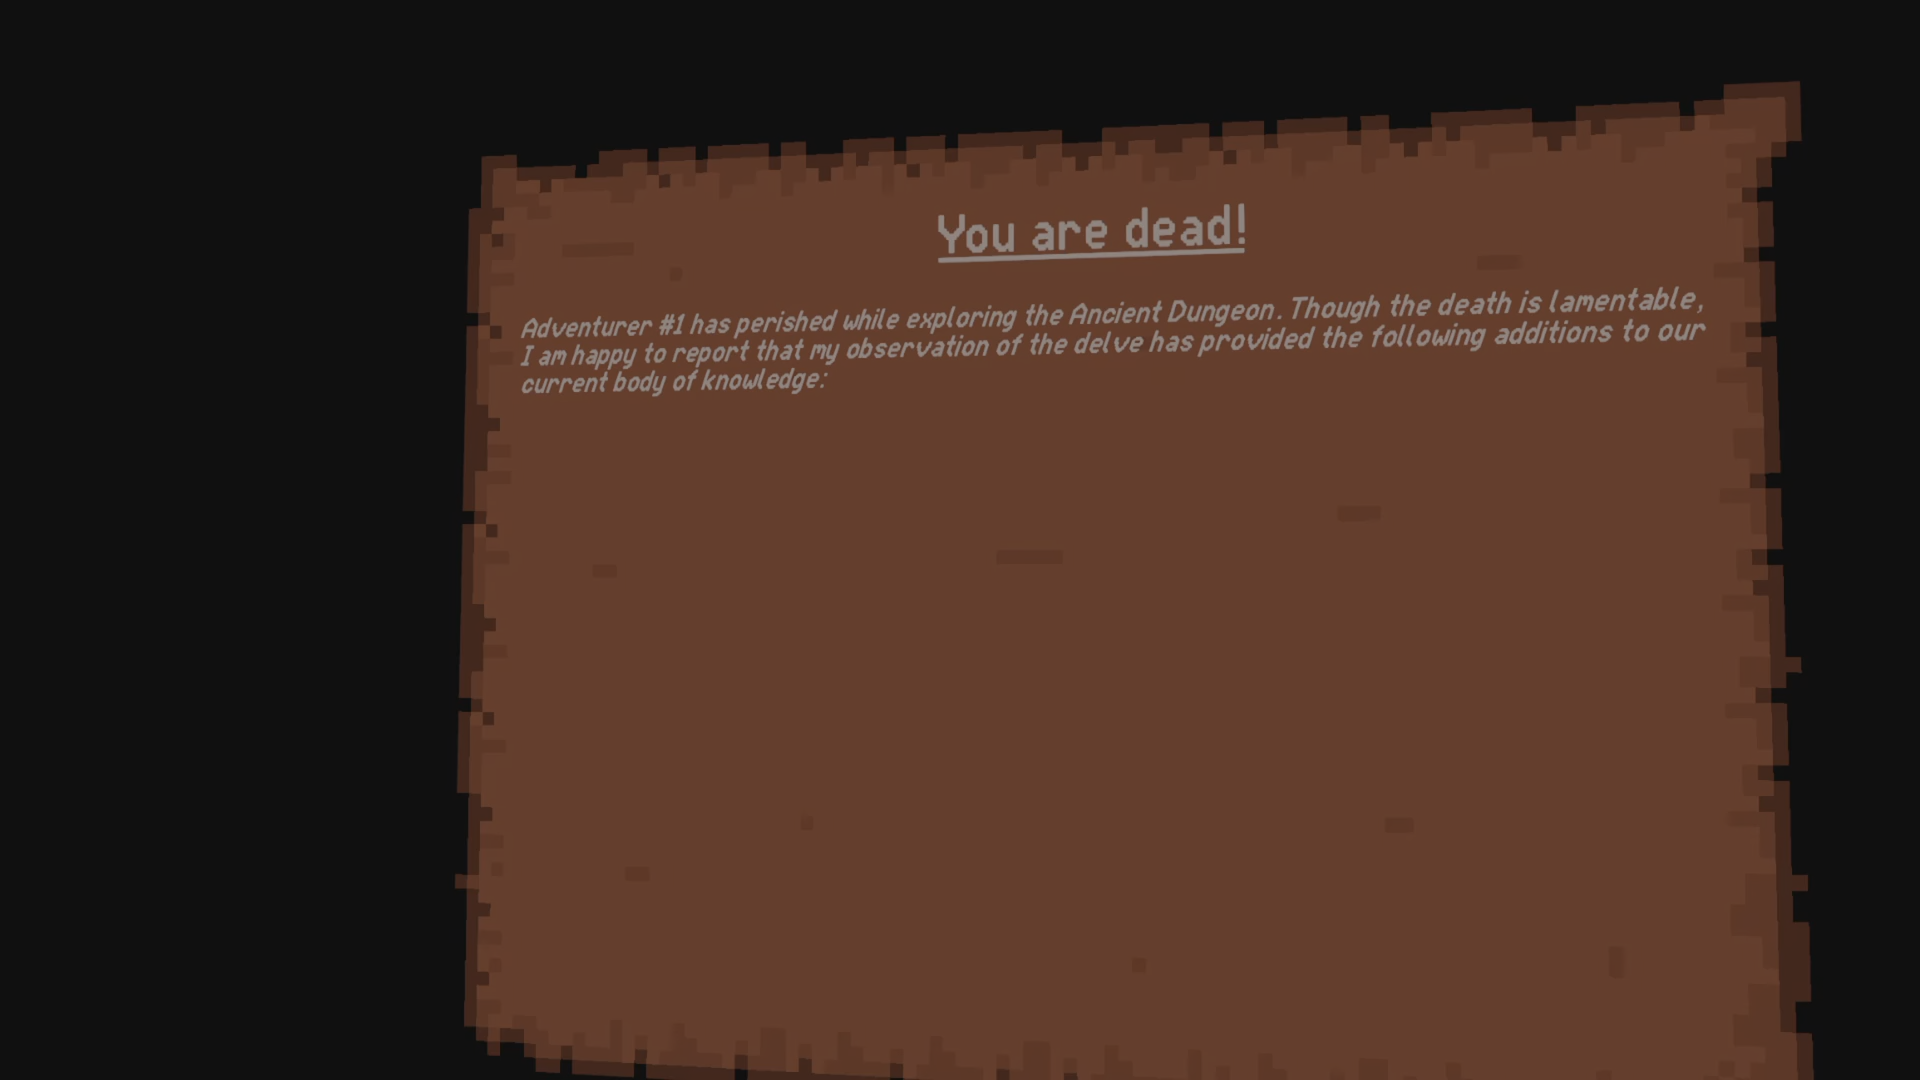 You are dead!
Adventurer #1 has perished while exploring the Ancient Dungeon. Though the death is lamentable,
I am happy to report that my observation of the delve has provided the following additions to our
current body of knowledge: